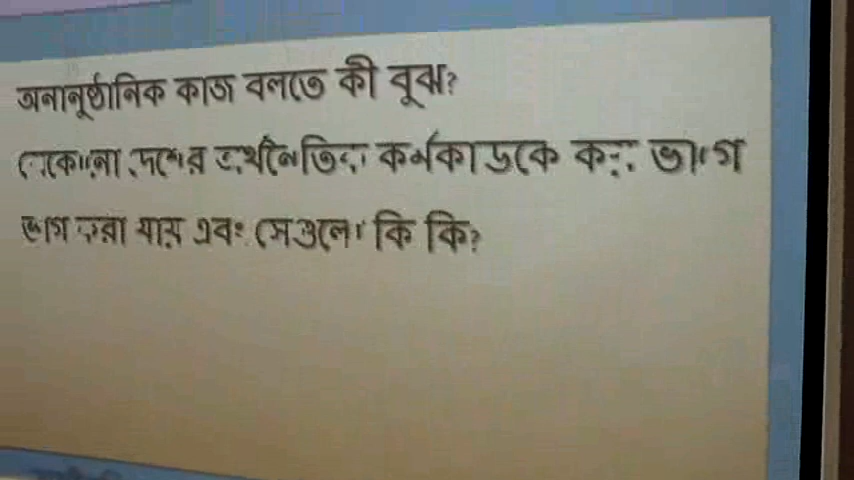 অনানুষ্ঠানিক কাজ বলতে কী বুঝ?
যেকোনো দেশের অর্থনৈতিক কর্মকাণ্ডকে কয় ভাগে
ভাগ করা যায় এবং সেগুলো কি কি?